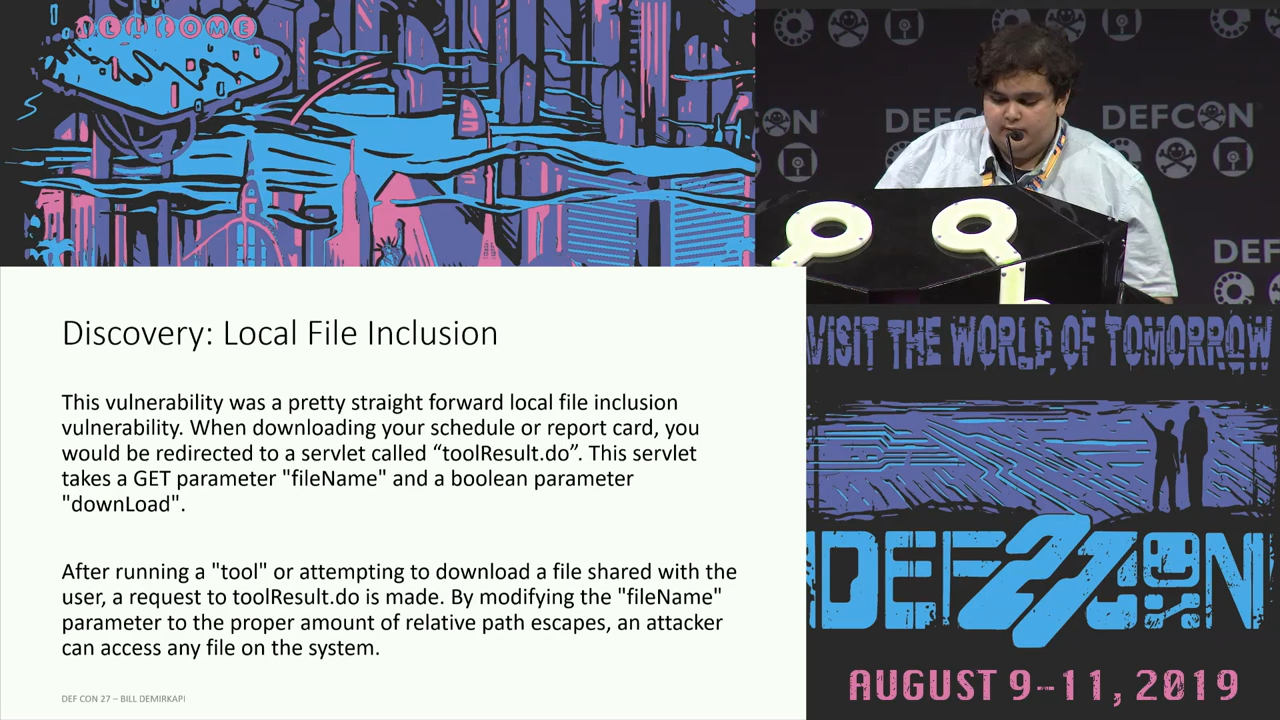 WELCOME
DEFCON
DEFCON
DEFCON
DEF
Discovery: Local File Inclusion
This vulnerability was a pretty straight forward local file inclusion
vulnerability. When downloading your schedule or report card, you
would be redirected to a servlet called “toolResult.do”. This servlet
takes a GET parameter "fileName" and a boolean parameter
"downLoad".
After running a "tool" or attempting to download a file shared with the
user, a request to toolResult.do is made. By modifying the "fileName"
parameter to the proper amount of relative path escapes, an attacker
can access any file on the system.
DEF CON 27 – BILL DEMIRKAPI
VISIT THE WORLD OF TOMORROW
DEF 27 CON
AUGUST 9-11, 2019